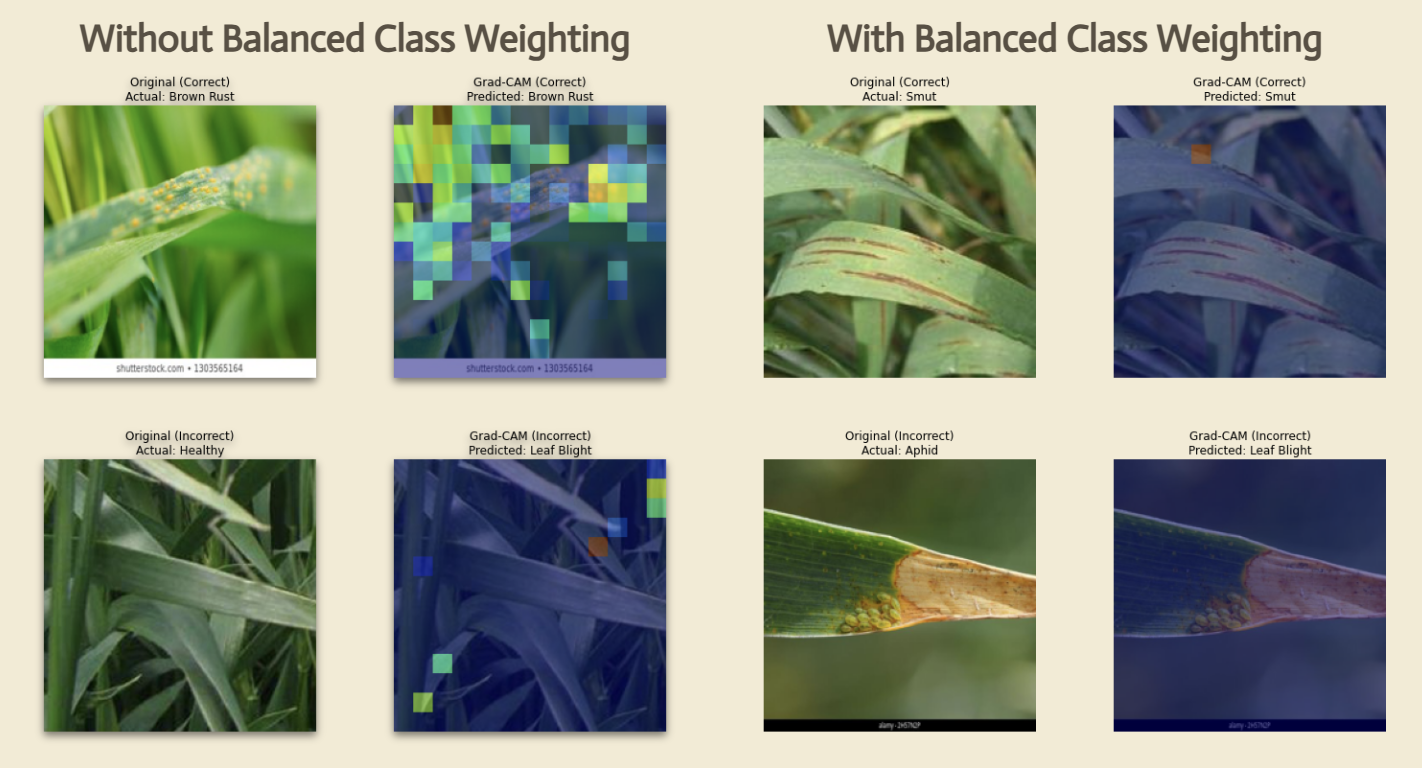 Without Balanced Class Weighting
With Balanced Class Weighting
Original (Correct)
Actual: Brown Rust
Grad-CAM (Correct)
Predicted: Brown Rust
Original (Correct)
Actual: Smut
Grad-CAM (Correct)
Predicted: Smut
shutterstock.com • 1303565164
shutterstock.com • 1303565164
Original (Incorrect)
Actual: Healthy
Grad-CAM (Incorrect)
Predicted: Leaf Blight
Original (Incorrect)
Actual: Aphid
Grad-CAM (Incorrect)
Predicted: Leaf Blight
alamy